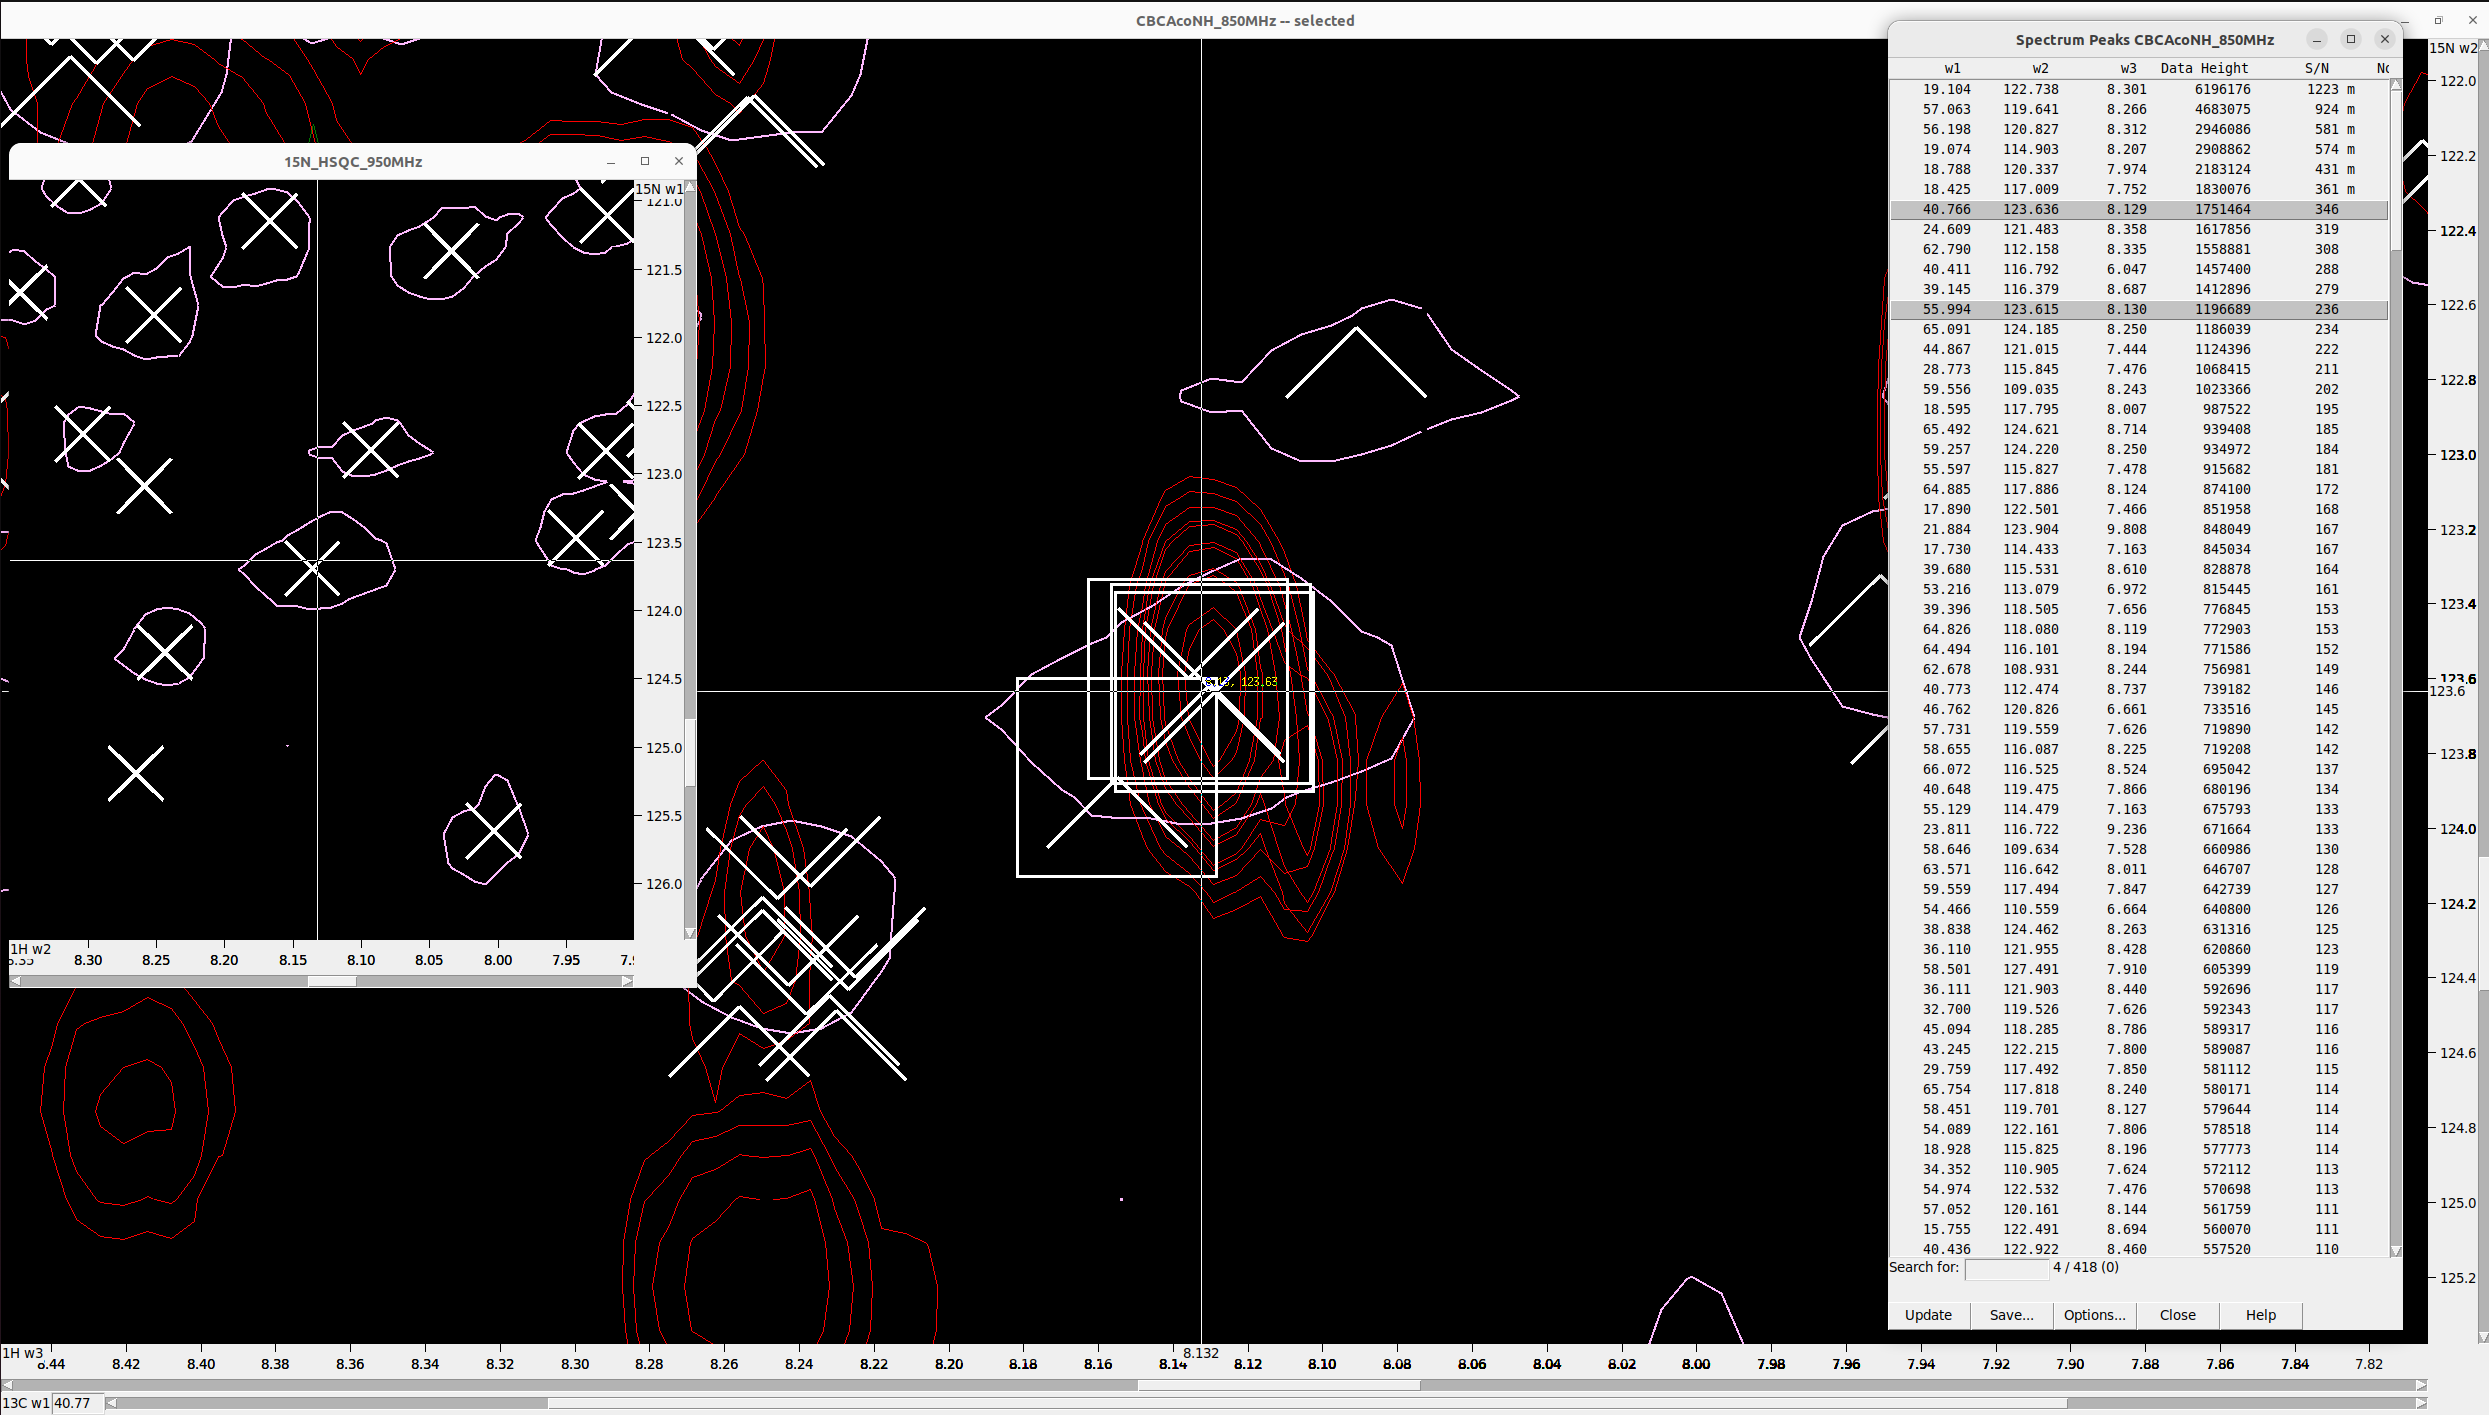 CBCAcoNH_850MHz -- selected
15N_HSQC_950MHz
15N w1
121.0
121.5
122.0
122.5
123.0
123.5
124.0
124.5
125.0
125.5
126.0
1H w2
8.35 8.30 8.25 8.20 8.15 8.10 8.05 8.00 7.95
123.63
Spectrum Peaks CBCAcoNH_850MHz
w1 w2 w3 Data Height S/N
19.104 122.738 8.301 6196176 1223 m
57.063 119.641 8.266 4683075 924 m
56.198 120.827 8.312 2946086 581 m
19.074 114.903 8.207 2908862 574 m
18.788 120.337 7.974 2183124 431 m
18.425 117.009 7.752 1830076 361 m
40.766 123.636 8.129 1751464 346
24.609 121.483 8.358 1617856 319
62.790 112.158 8.335 1558881 308
40.411 116.792 6.047 1457400 288
39.145 116.379 8.687 1412896 279
55.994 123.615 8.130 1196689 236
65.091 124.185 8.250 1186039 234
44.867 121.015 7.444 1124396 222
28.773 115.845 7.476 1068415 211
59.556 109.035 8.243 1023366 202
18.595 117.795 8.007 987522 195
65.492 124.621 8.714 939408 185
59.257 124.220 8.250 934972 184
55.597 115.827 7.478 915682 181
64.885 117.886 8.124 874100 172
17.890 122.501 7.466 851958 168
21.884 123.904 9.808 848049 167
17.730 114.433 7.163 845034 167
39.680 115.531 8.610 828878 164
53.216 113.079 6.972 815445 161
39.396 118.505 7.656 776845 153
64.826 118.080 8.119 772903 153
64.494 116.101 8.194 771586 152
62.678 108.931 8.244 756981 149
40.773 112.474 8.737 739182 146
46.762 120.826 6.661 733516 145
57.731 119.559 7.626 719890 142
58.655 116.087 8.225 719208 142
66.072 116.525 8.524 695042 137
40.648 119.475 7.866 680196 134
55.129 114.479 7.163 675793 133
23.811 116.722 9.236 671664 133
58.646 109.634 7.528 660986 130
63.571 116.642 8.011 646707 128
59.559 117.494 7.847 642739 127
54.466 110.559 6.664 640800 126
38.838 124.462 8.263 631316 125
36.110 121.955 8.428 620860 123
58.501 127.491 7.910 605399 119
36.111 121.903 8.440 592696 117
32.700 119.526 7.626 592343 117
45.094 118.285 8.786 589317 116
43.245 122.215 7.800 589087 116
29.759 117.492 7.850 581112 115
65.754 117.818 8.240 580171 114
58.451 119.701 8.127 579644 114
54.089 122.161 7.806 578518 114
18.928 115.825 8.196 577773 114
34.352 110.905 7.624 572112 113
54.974 122.532 7.476 570698 113
57.052 120.161 8.144 561759 111
15.755 122.491 8.694 560070 111
40.436 122.922 8.460 557520 110
Search for: 4 / 418 (0)
Update Save... Options... Close Help
15N w2
122.0
122.2
122.4
122.6
122.8
123.0
123.2
123.4
123.6
123.6
123.8
124.0
124.2
124.4
124.6
124.8
125.0
125.2
1H w3
8.132
8.44 8.42 8.40 8.38 8.36 8.34 8.32 8.30 8.28 8.26 8.24 8.22 8.20 8.18 8.16 8.14 8.12 8.10 8.08 8.06 8.04 8.02 8.00 7.98 7.96 7.94 7.92 7.90 7.88 7.86 7.84 7.82
13C w1 40.77